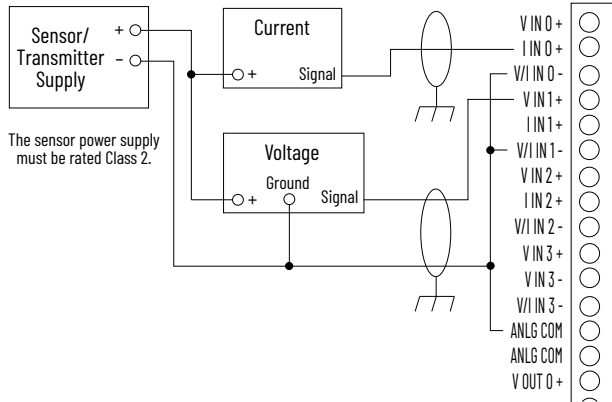 Sensor/
Transmitter
Supply
+
-
The sensor power supply
must be rated Class 2.
Current
+ Signal
Voltage
Ground
+ Signal
V IN 0 +
I IN 0 +
V/I IN 0 -
V IN 1 +
I IN 1 +
V/I IN 1 -
V IN 2 +
I IN 2 +
V/I IN 2 -
V IN 3 +
V IN 3 -
V/I IN 3 -
ANLG COM
ANLG COM
V OUT 0 +